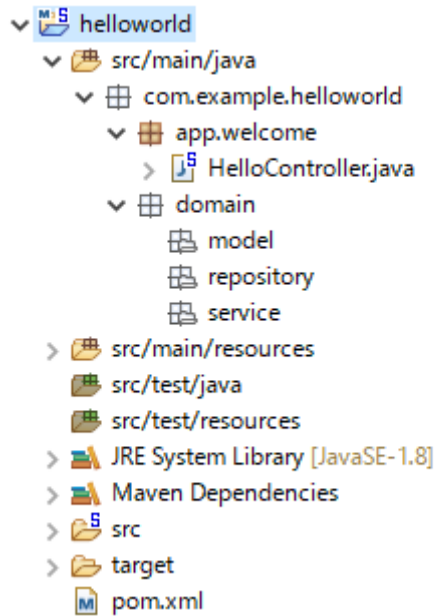 helloworld
src/main/java
com.example.helloworld
app.welcome
HelloController.java
domain
model
repository
service
src/main/resources
src/test/java
src/test/resources
JRE System Library [JavaSE-1.8]
Maven Dependencies
src
target
pom.xml